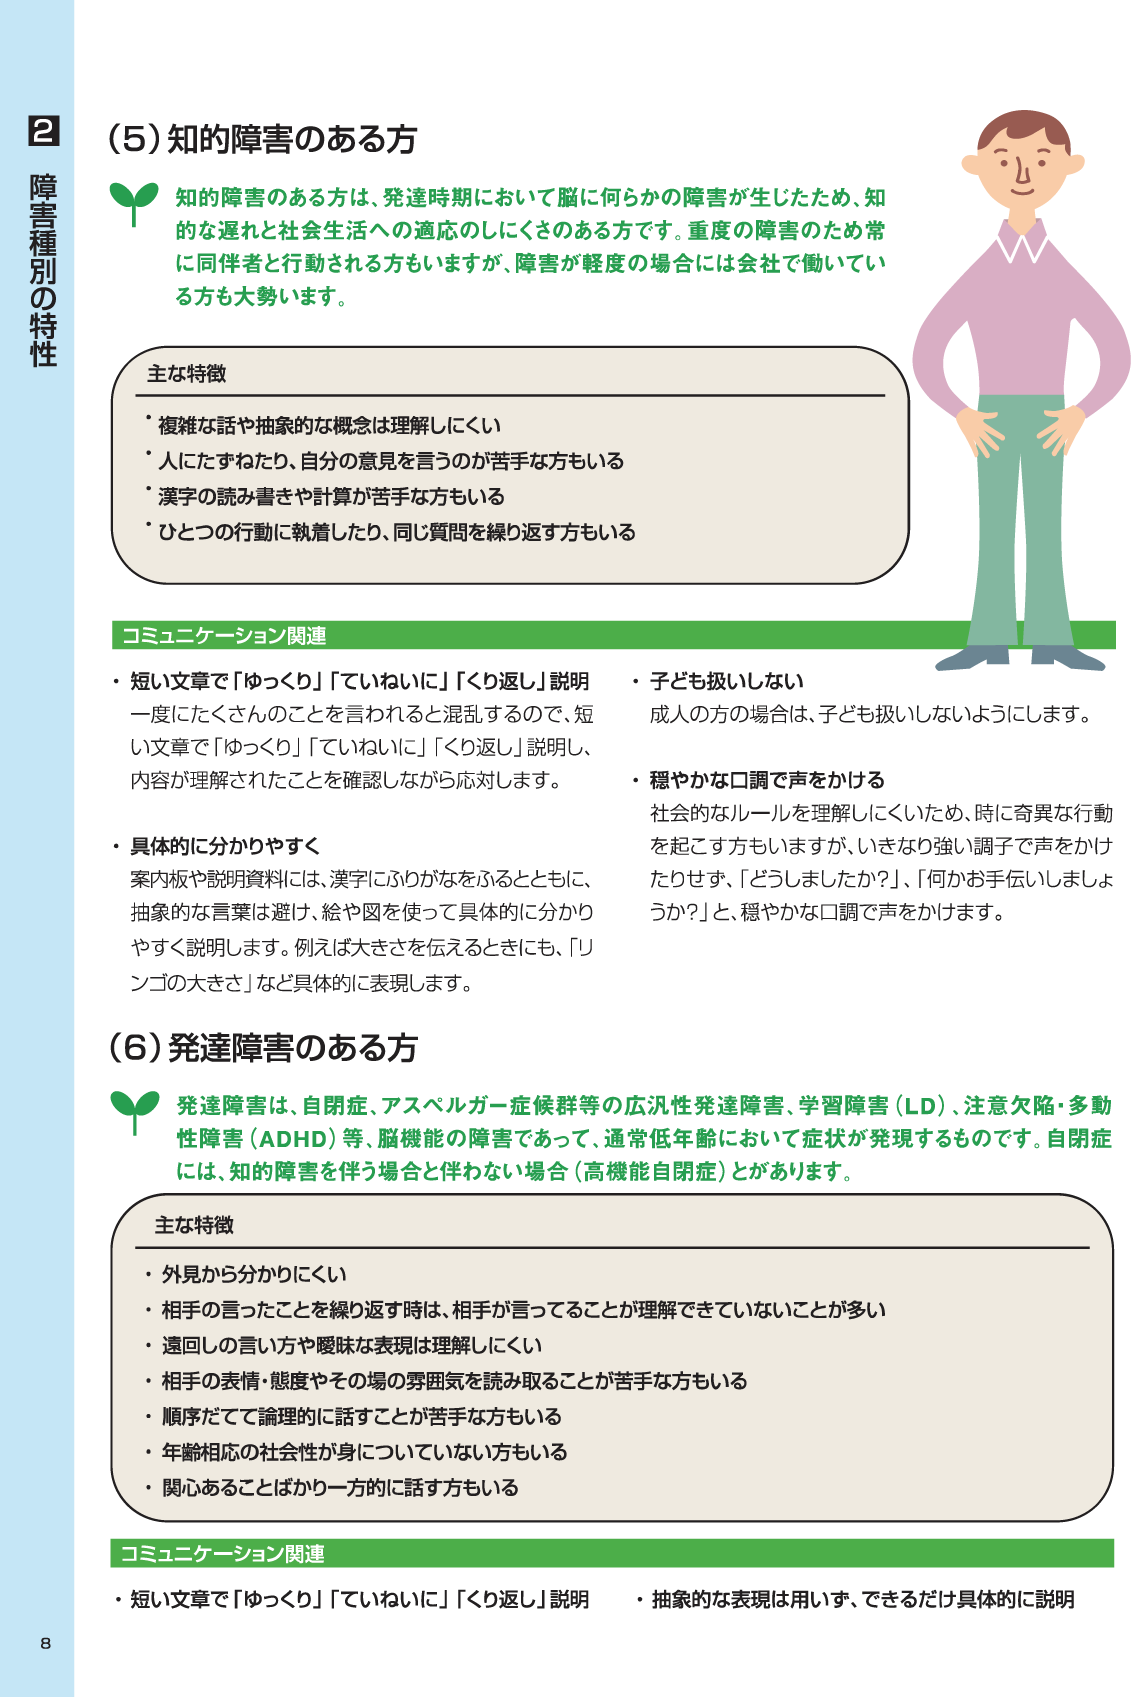 2 障害種別の特性
（5）知的障害のある方
知的障害のある方は、発達時期において脳に何らかの障害が生じたため、知
的な遅れと社会生活への適応のしにくさのある方です。重度の障害のため常
に同伴者と行動される方もいますが、障害が軽度の場合には会社で働いてい
る方も大勢います。
主な特徴
・複雑な話や抽象的な概念は理解しにくい
・人にたずねたり、自分の意見を言うのが苦手な方もいる
・漢字の読み書きや計算が苦手な方もいる
・ひとつの行動に執着したり、同じ質問を繰り返す方もいる
コミュニケーション関連
・短い文章で「ゆっくり」「ていねいに」「くり返し」説明
一度にたくさんのことを言われると混乱するので、短
い文章で「ゆっくり」「ていねいに」「くり返し」説明し、
内容が理解されたことを確認しながら応対します。
・具体的に分かりやすく
案内板や説明資料には、漢字にふりがなをふるとともに、
抽象的な言葉は避け、絵や図を使って具体的に分かり
やすく説明します。例えば大きさを伝えるときにも、「リ
ンゴの大きさ」など具体的に表現します。
・子ども扱いしない
成人の方の場合は、子ども扱いしないようにします。
・穏やかな口調で声をかける
社会的なルールを理解しにくいため、時に奇異な行動
を起こす方もいますが、いきなり強い調子で声をかけ
たりせず、「どうしましたか？」、「何かお手伝いしましょ
うか？」と、穏やかな口調で声をかけます。
（6）発達障害のある方
発達障害は、自閉症、アスペルガー症候群等の広汎性発達障害、学習障害（LD）、注意欠陥・多動
性障害（ADHD）等、脳機能の障害であって、通常低年齢において症状が発現するものです。自閉症
には、知的障害を伴う場合と伴わない場合（高機能自閉症）とがあります。
主な特徴
・外見から分かりにくい
・相手の言ったことを繰り返す時は、相手が言ってることが理解できていないことが多い
・遠回しの言い方や曖昧な表現は理解しにくい
・相手の表情・態度やその場の雰囲気を読み取ることが苦手な方もいる
・順序だてて論理的に話すことが苦手な方もいる
・年齢相応の社会性が身についていない方もいる
・関心あることばかり一方的に話す方もいる
コミュニケーション関連
・短い文章で「ゆっくり」「ていねいに」「くり返し」説明
・抽象的な表現は用いず、できるだけ具体的に説明
8